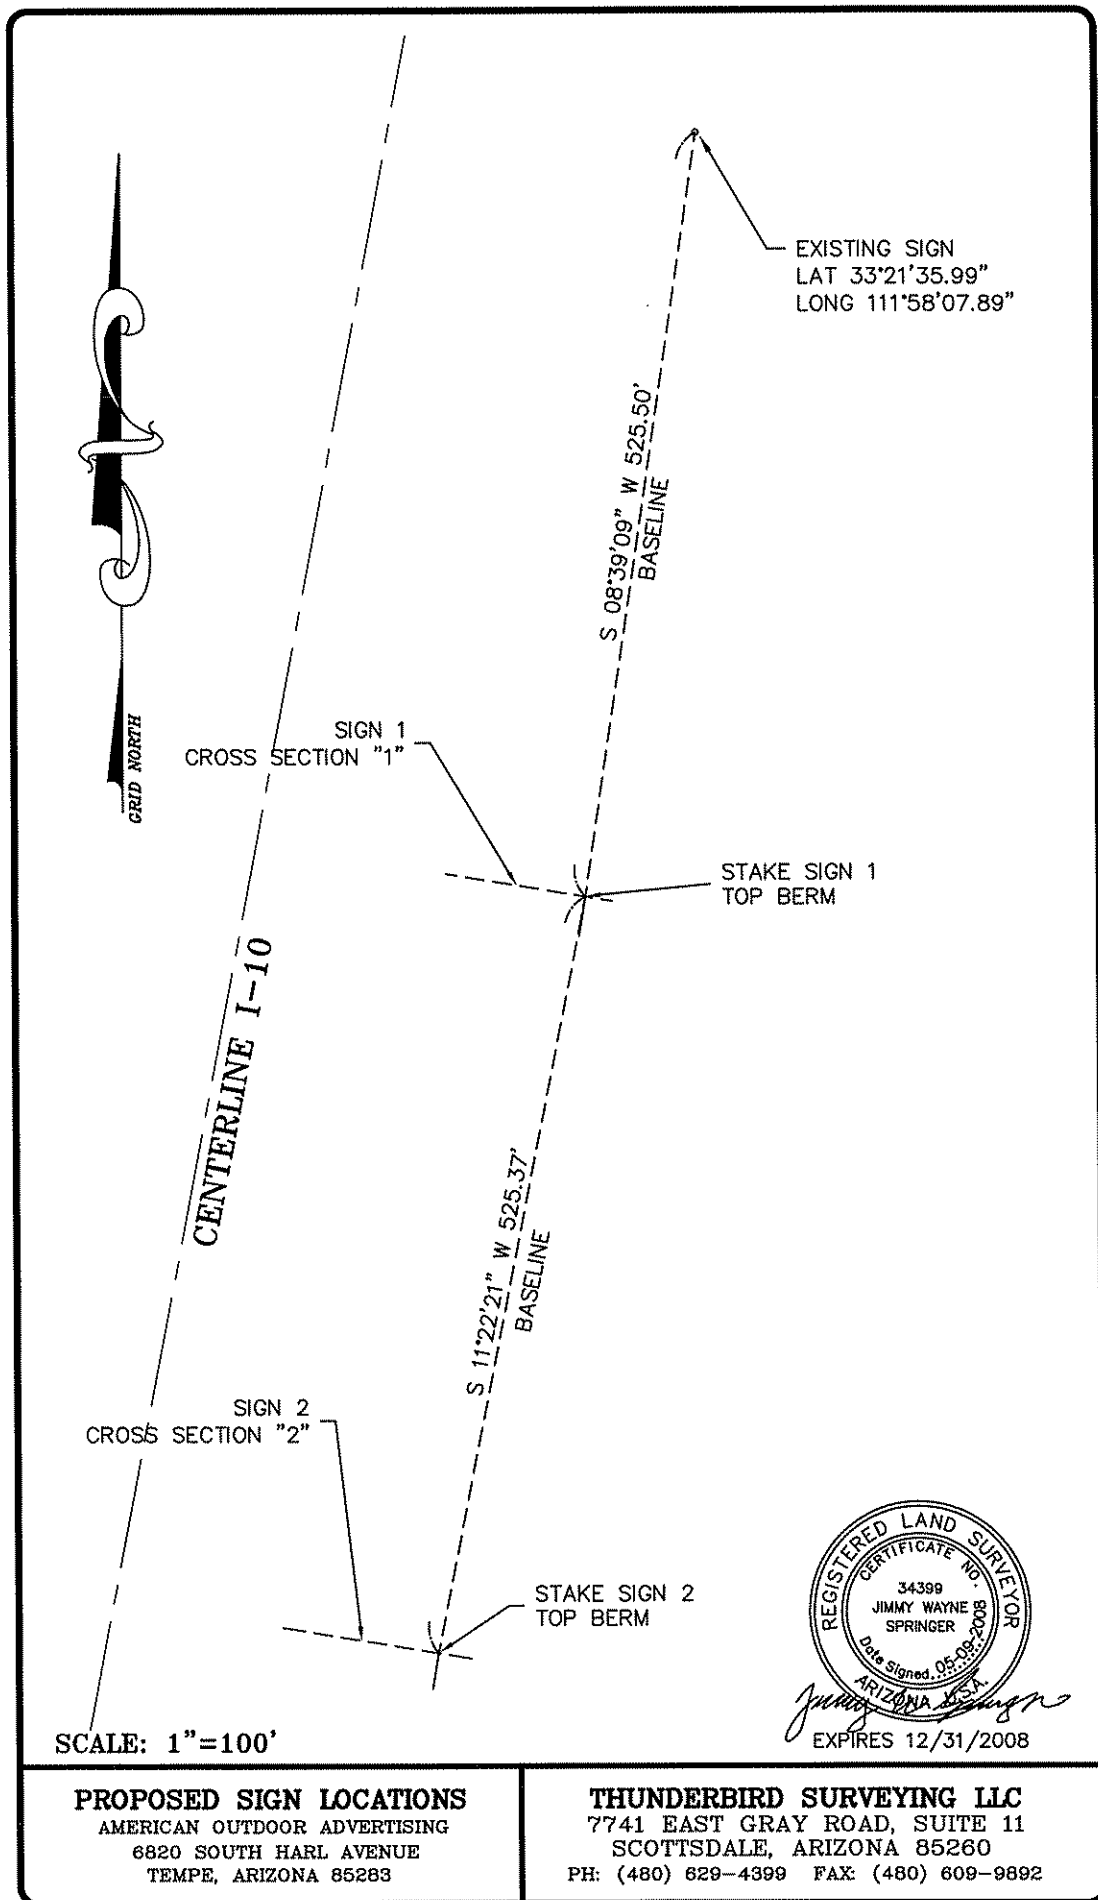 EXISTING SIGN
LAT 33°21'35.99"
LONG 111°58'07.89"
S 08°39'09" W 525.50'
BASELINE
GRID NORTH
SIGN 1
CROSS SECTION "1"
STAKE SIGN 1
TOP BERM
CENTERLINE I-10
S 11°22'21" W 525.37'
BASELINE
SIGN 2
CROSS SECTION "2"
STAKE SIGN 2
TOP BERM
REGISTERED LAND SURVEYOR
CERTIFICATE NO.
34399
JIMMY WAYNE
SPRINGER
Date Signed 05-09-2008
ARIZONA U.S.A.
EXPIRES 12/31/2008
SCALE: 1"=100'
PROPOSED SIGN LOCATIONS
AMERICAN OUTDOOR ADVERTISING
6820 SOUTH HARL AVENUE
TEMPE, ARIZONA 85283
THUNDERBIRD SURVEYING LLC
7741 EAST GRAY ROAD, SUITE 11
SCOTTSDALE, ARIZONA 85260
PH: (480) 629-4399 FAX: (480) 609-9892